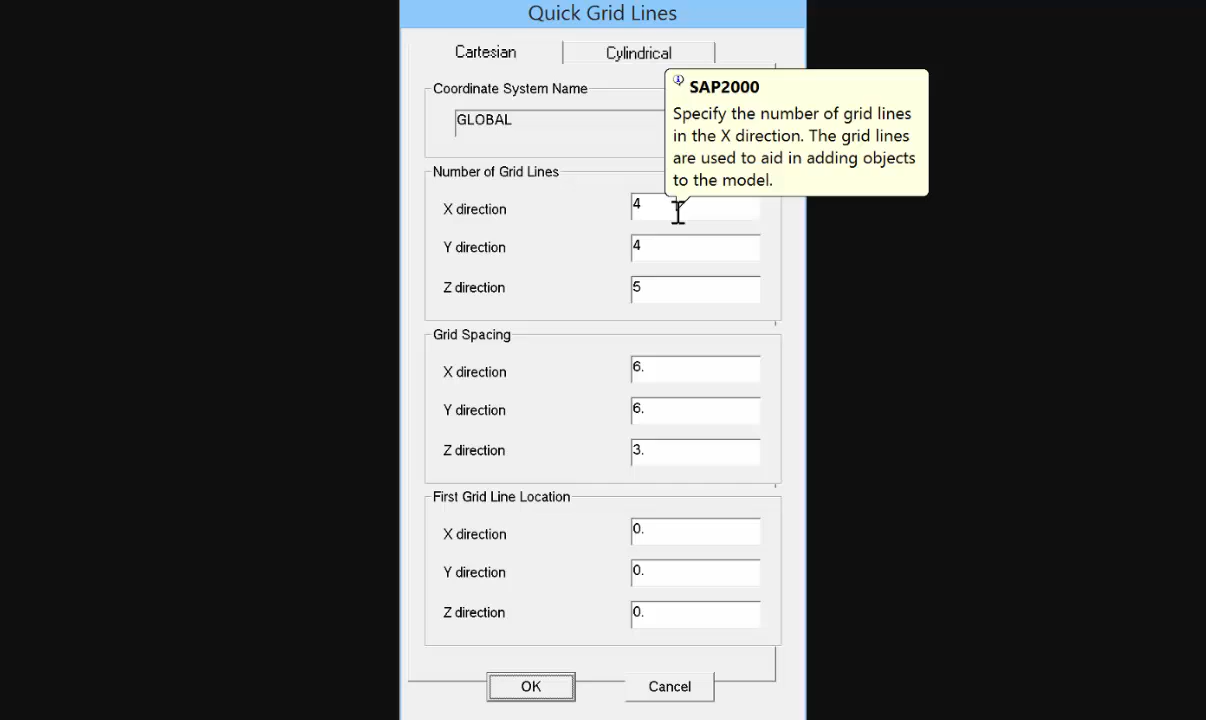 Quick Grid Lines
Cartesian
Cylindrical
Coordinate System Name
GLOBAL
SAP2000
Specify the number of grid lines
in the X direction. The grid lines
are used to aid in adding objects
to the model.
Number of Grid Lines
X direction 4
Y direction 4
Z direction 5
Grid Spacing
X direction 6.
Y direction 6.
Z direction 3.
First Grid Line Location
X direction 0.
Y direction 0.
Z direction 0.
OK
Cancel